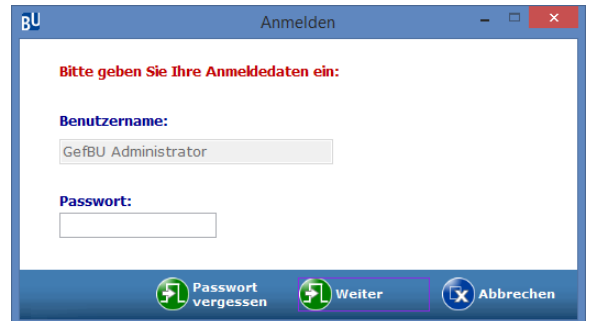 BU Anmelden
Bitte geben Sie Ihre Anmeldedaten ein:
Benutzername:
GefBU Administrator
Passwort:
Passwort
vergessen
Weiter
Abbrechen